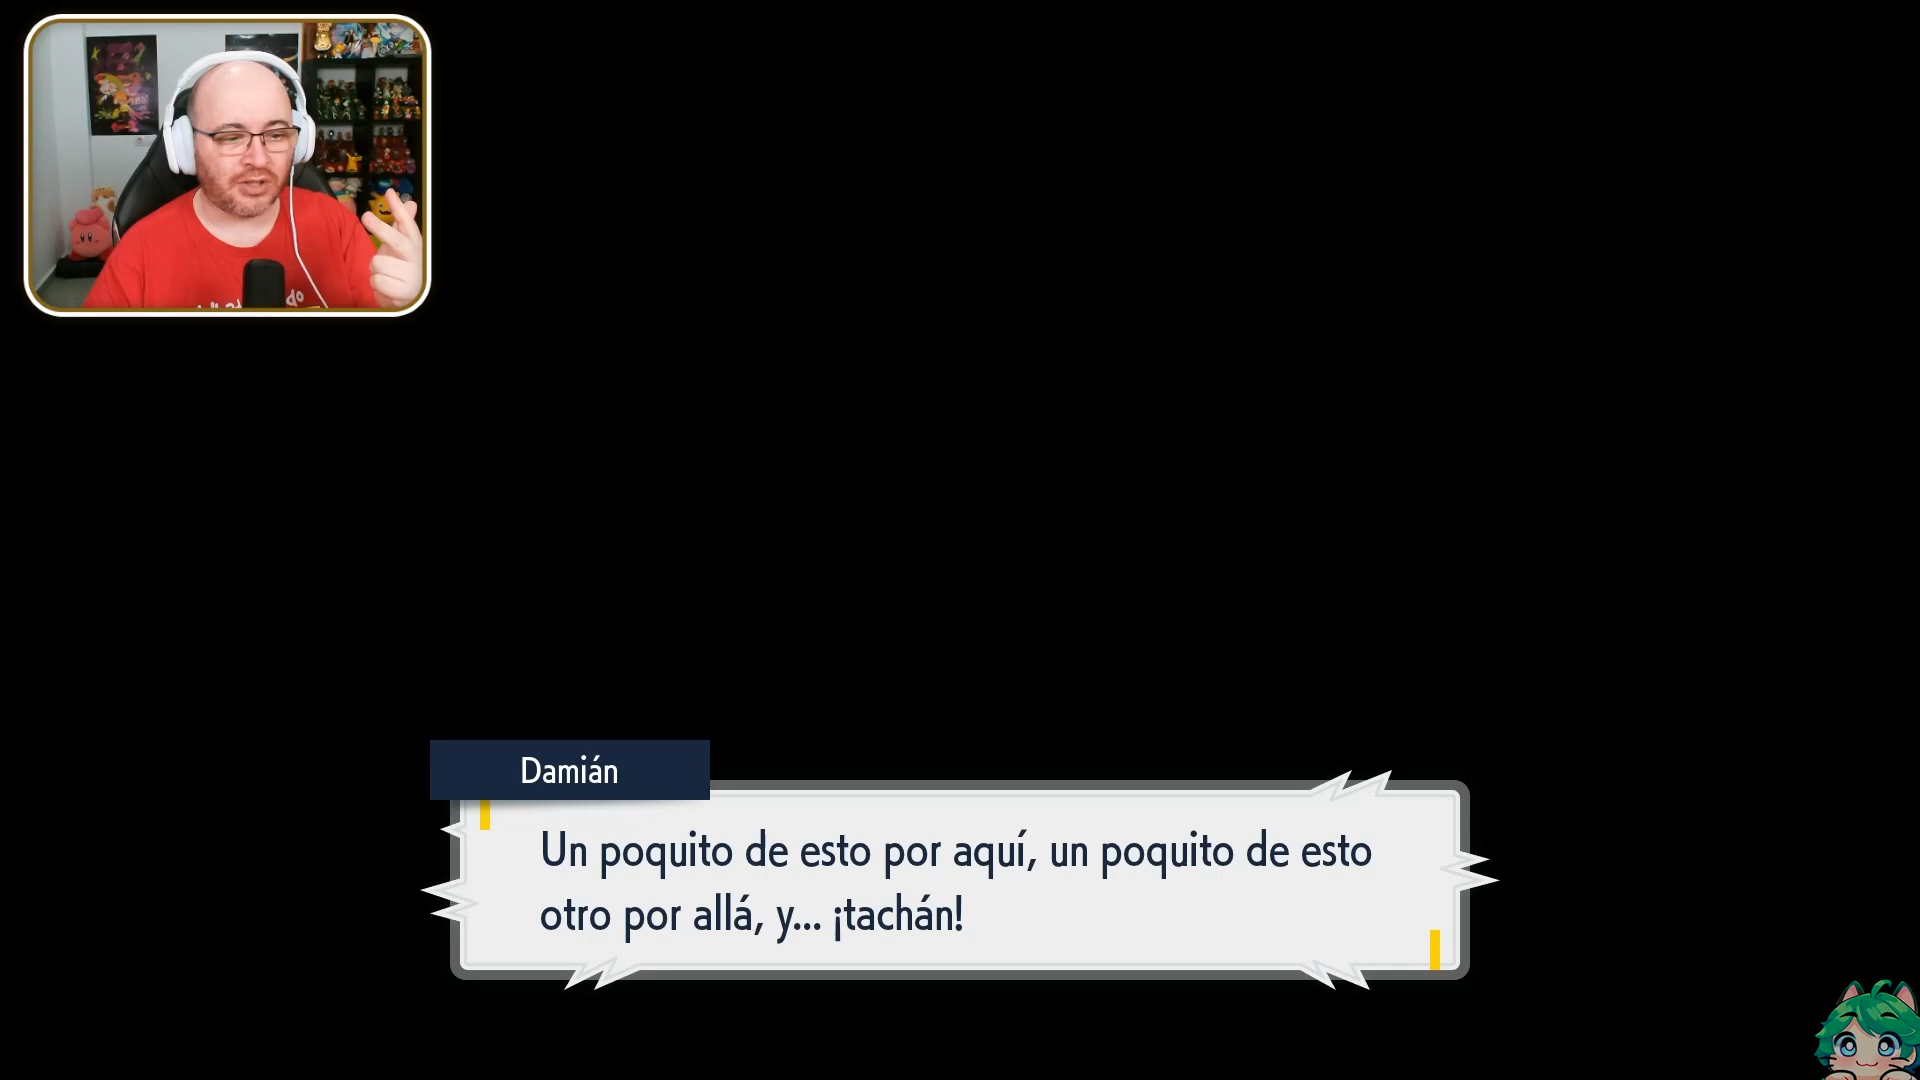 Damián
Un poquito de esto por aquí, un poquito de esto
otro por allá, y... ¡tachán!